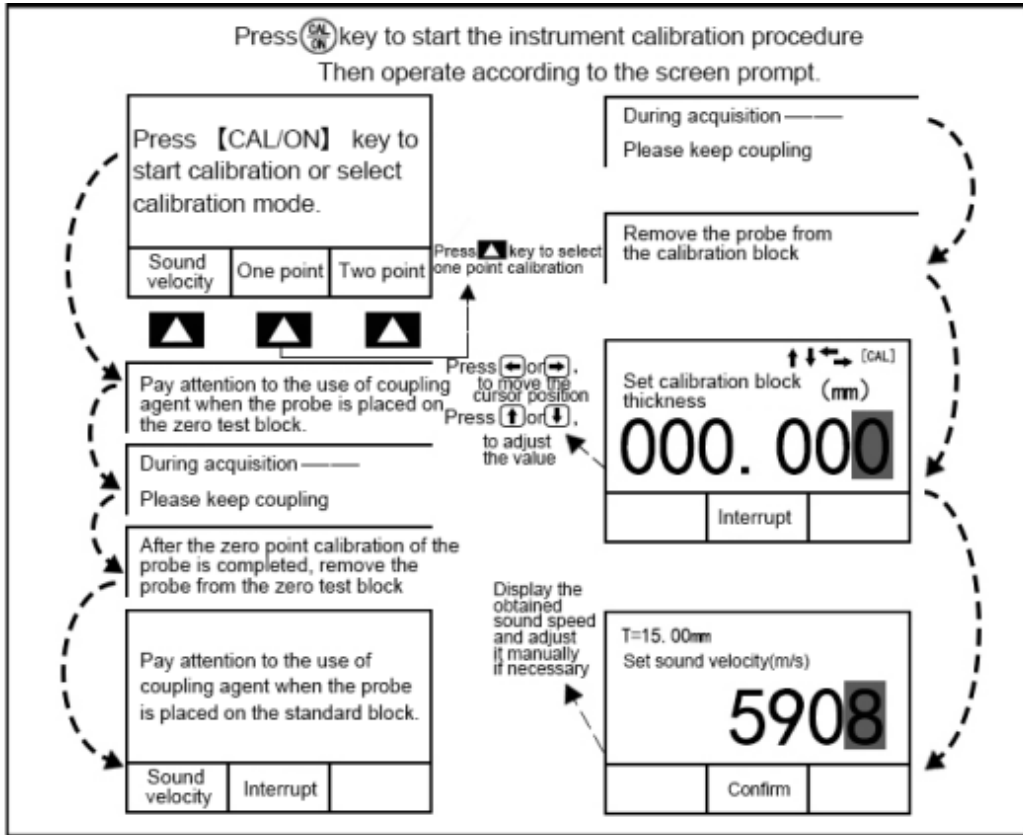 Press CAL ON key to start the instrument calibration procedure
Then operate according to the screen prompt.
Press 【CAL/ON】 key to
start calibration or select
calibration mode.
Sound
velocity
One point
Two point
Press key to select
one point calibration
Pay attention to the use of coupling
agent when the probe is placed on
the zero test block.
During acquisition———
Please keep coupling
After the zero point calibration of the
probe is completed, remove the
probe from the zero test block
Pay attention to the use of
coupling agent when the probe
is placed on the standard block.
Sound
velocity
Interrupt
During acquisition———
Please keep coupling
Remove the probe from
the calibration block
Press ← or → ,
to move the
cursor position
Press ↑ or ↓ ,
to adjust
the value
[CAL]
Set calibration block
thickness
(mm)
000. 000
Interrupt
Display the
obtained
sound speed
and adjust
it manually
if necessary
T=15. 00mm
Set sound velocity(m/s)
5908
Confirm